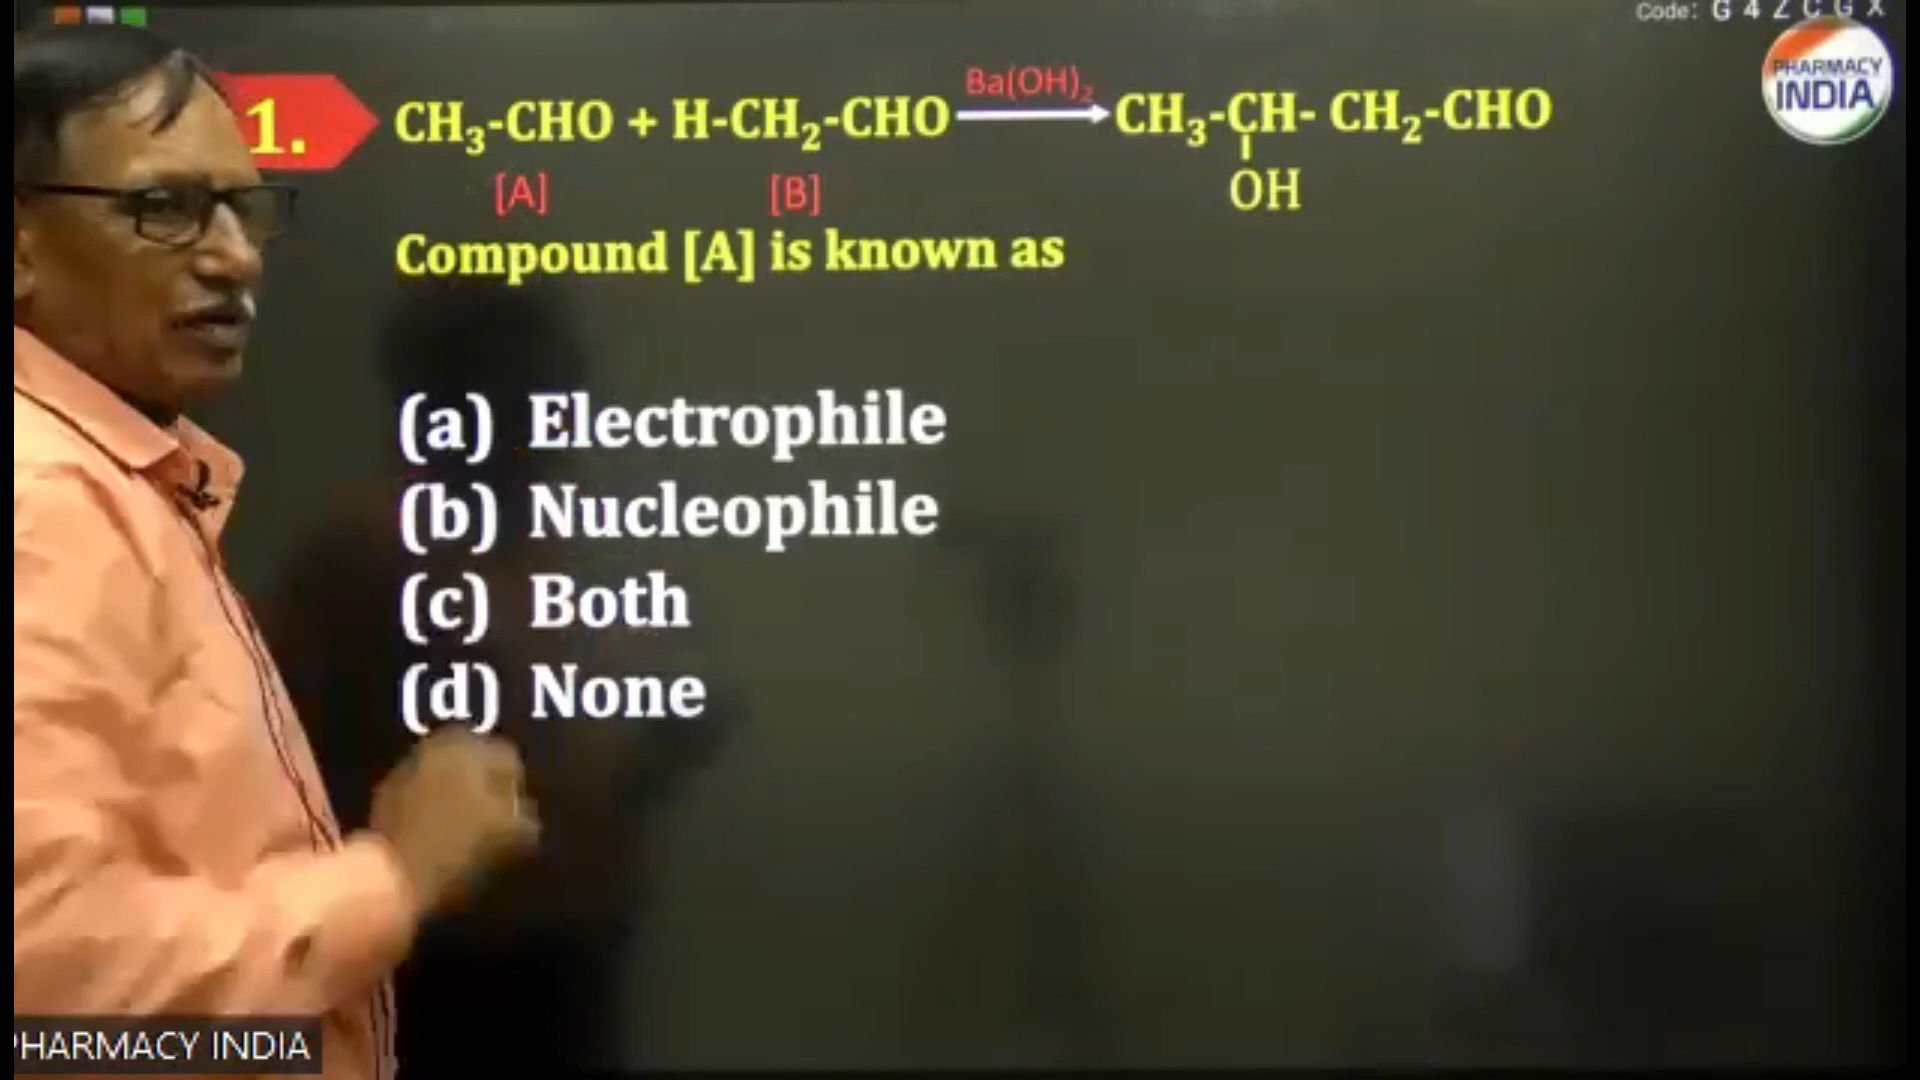 Code: G 4 Z C G X
PHARMACY
INDIA
1. CH₃-CHO + H-CH₂-CHO Ba(OH)₂ CH₃-CH- CH₂-CHO
OH
[A] [B]
Compound [A] is known as
(a) Electrophile
(b) Nucleophile
(c) Both
(d) None
PHARMACY INDIA